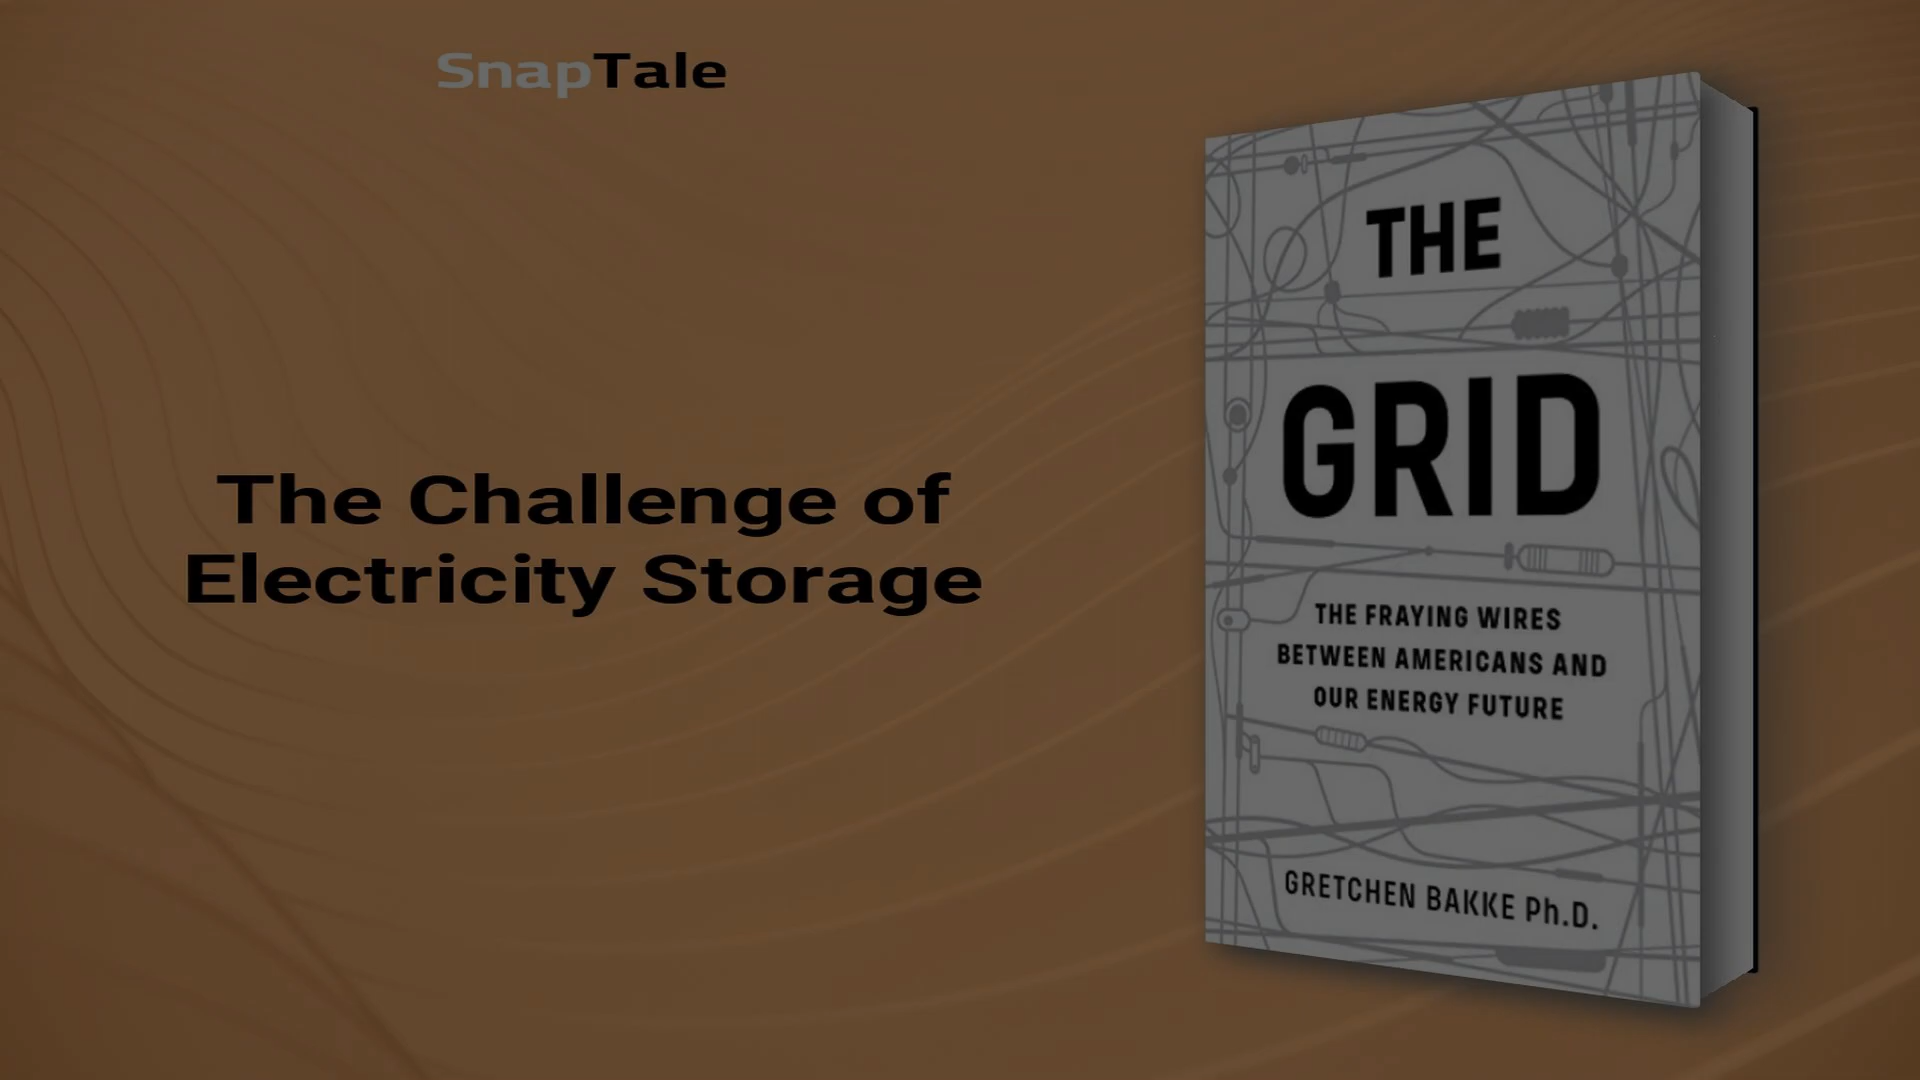 SnapTale
The Challenge of
Electricity Storage
THE
GRID
THE FRAYING WIRES
BETWEEN AMERICANS AND
OUR ENERGY FUTURE
GRETCHEN BAKKE Ph.D.